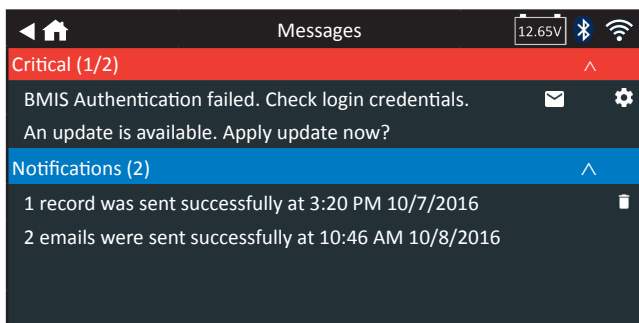 Messages
12.65V
Critical (1/2)
BMIS Authentication failed. Check login credentials.
An update is available. Apply update now?
Notifications (2)
1 record was sent successfully at 3:20 PM 10/7/2016
2 emails were sent successfully at 10:46 AM 10/8/2016